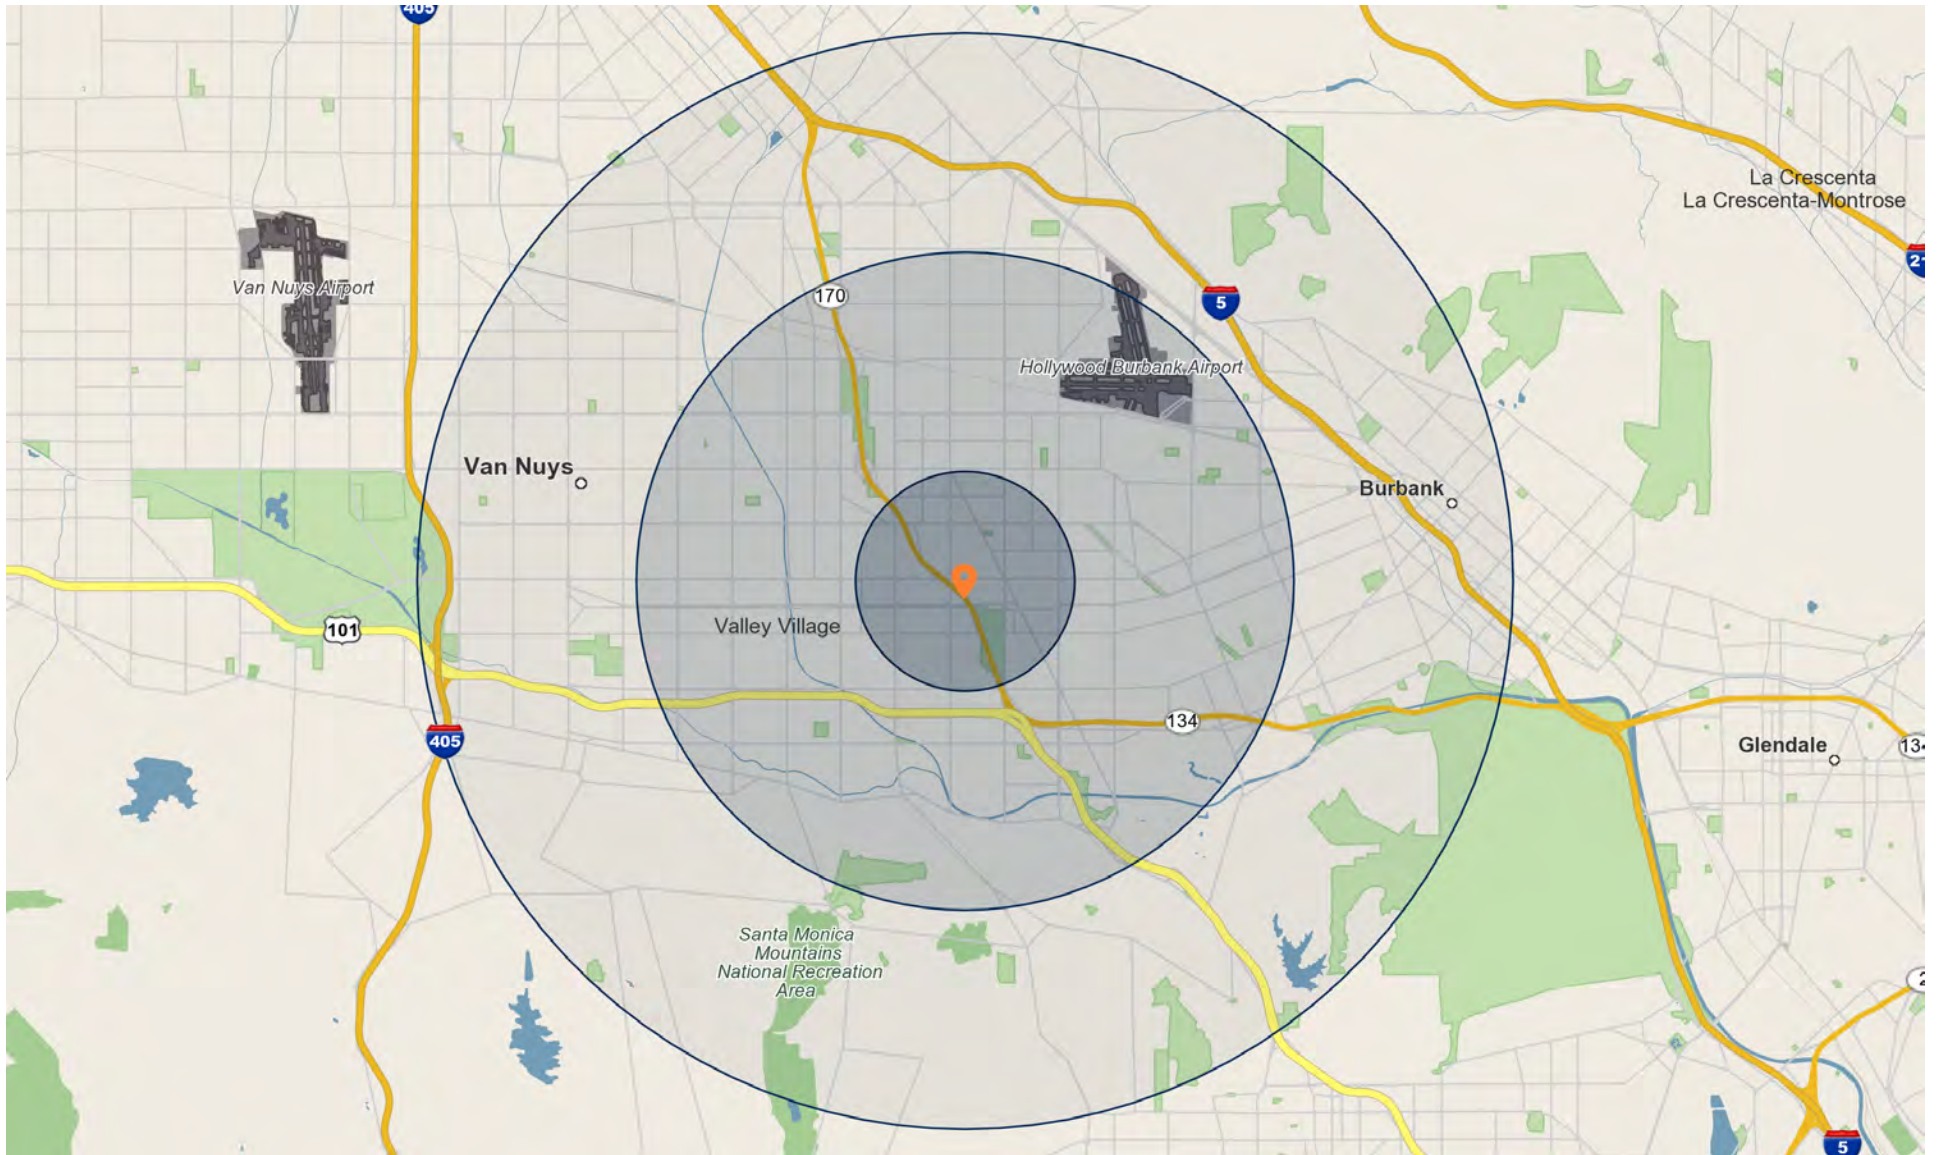 405
La Crescenta
La Crescenta-Montrose
Van Nuys Airport
170
5
Hollywood Burbank Airport
Van Nuys
Burbank
101
Valley Village
405
134
Glendale
Santa Monica
Mountains
National Recreation
Area
2
5